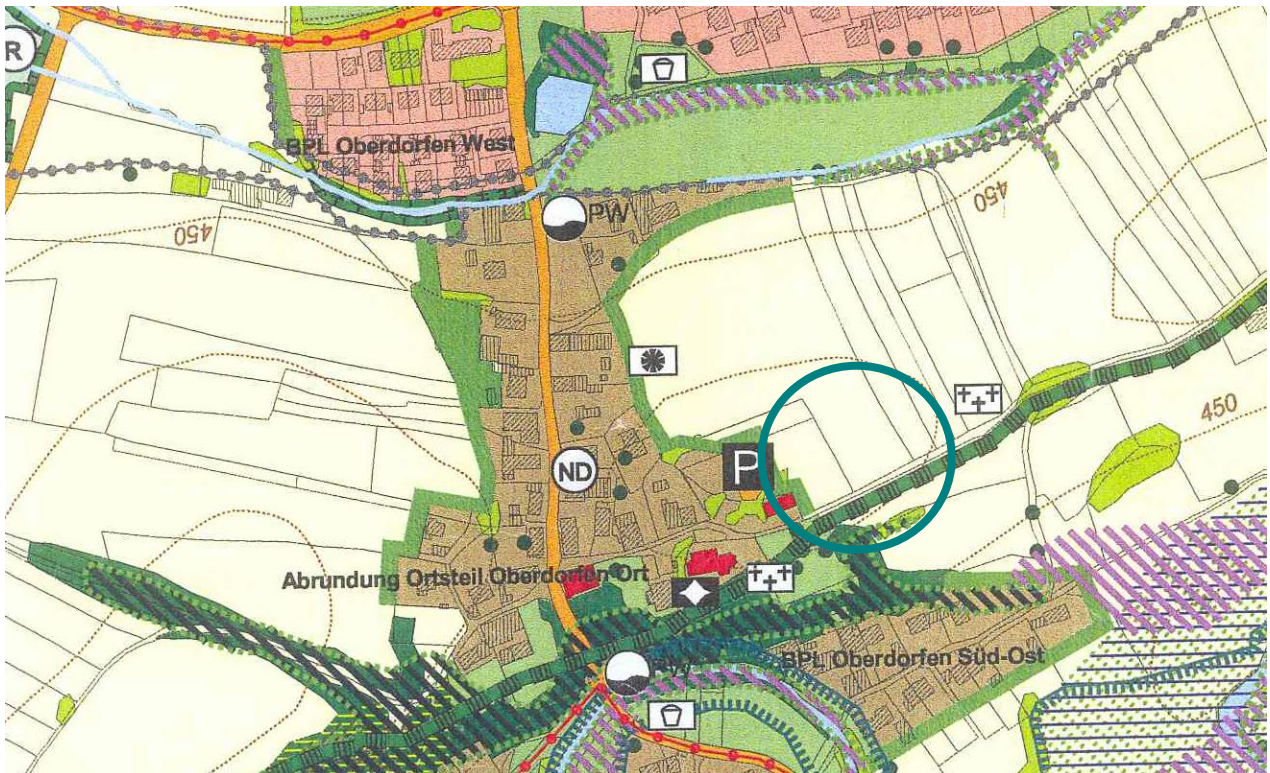 R
BPL Oberdorfen West
PW
450
450
ND
P
450
Abrundung Ortsteil Oberdorfen Ort
BPL Oberdorfen Süd-Ost